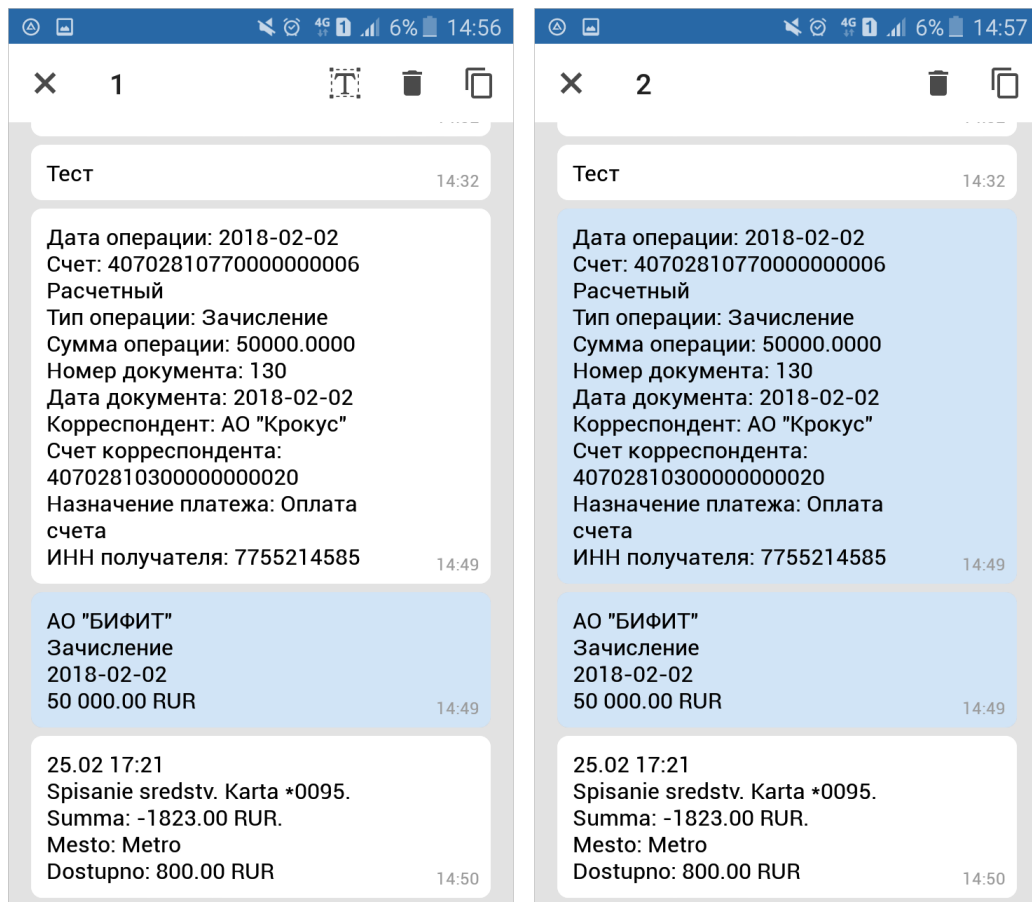 4G 1 6% 14:56
1 T
Тест
14:32
Дата операции: 2018-02-02
Счет: 40702810770000000006
Расчетный
Тип операции: Зачисление
Сумма операции: 50000.0000
Номер документа: 130
Дата документа: 2018-02-02
Корреспондент: АО "Крокус"
Счет корреспондента:
40702810300000000020
Назначение платежа: Оплата
счета
ИНН получателя: 7755214585
14:49
АО "БИФИТ"
Зачисление
2018-02-02
50 000.00 RUR
14:49
25.02 17:21
Spisanie sredstv. Karta *0095.
Summa: -1823.00 RUR.
Mesto: Metro
Dostupno: 800.00 RUR
14:50
4G 1 6% 14:57
2
Тест
14:32
Дата операции: 2018-02-02
Счет: 40702810770000000006
Расчетный
Тип операции: Зачисление
Сумма операции: 50000.0000
Номер документа: 130
Дата документа: 2018-02-02
Корреспондент: АО "Крокус"
Счет корреспондента:
40702810300000000020
Назначение платежа: Оплата
счета
ИНН получателя: 7755214585
14:49
АО "БИФИТ"
Зачисление
2018-02-02
50 000.00 RUR
14:49
25.02 17:21
Spisanie sredstv. Karta *0095.
Summa: -1823.00 RUR.
Mesto: Metro
Dostupno: 800.00 RUR
14:50